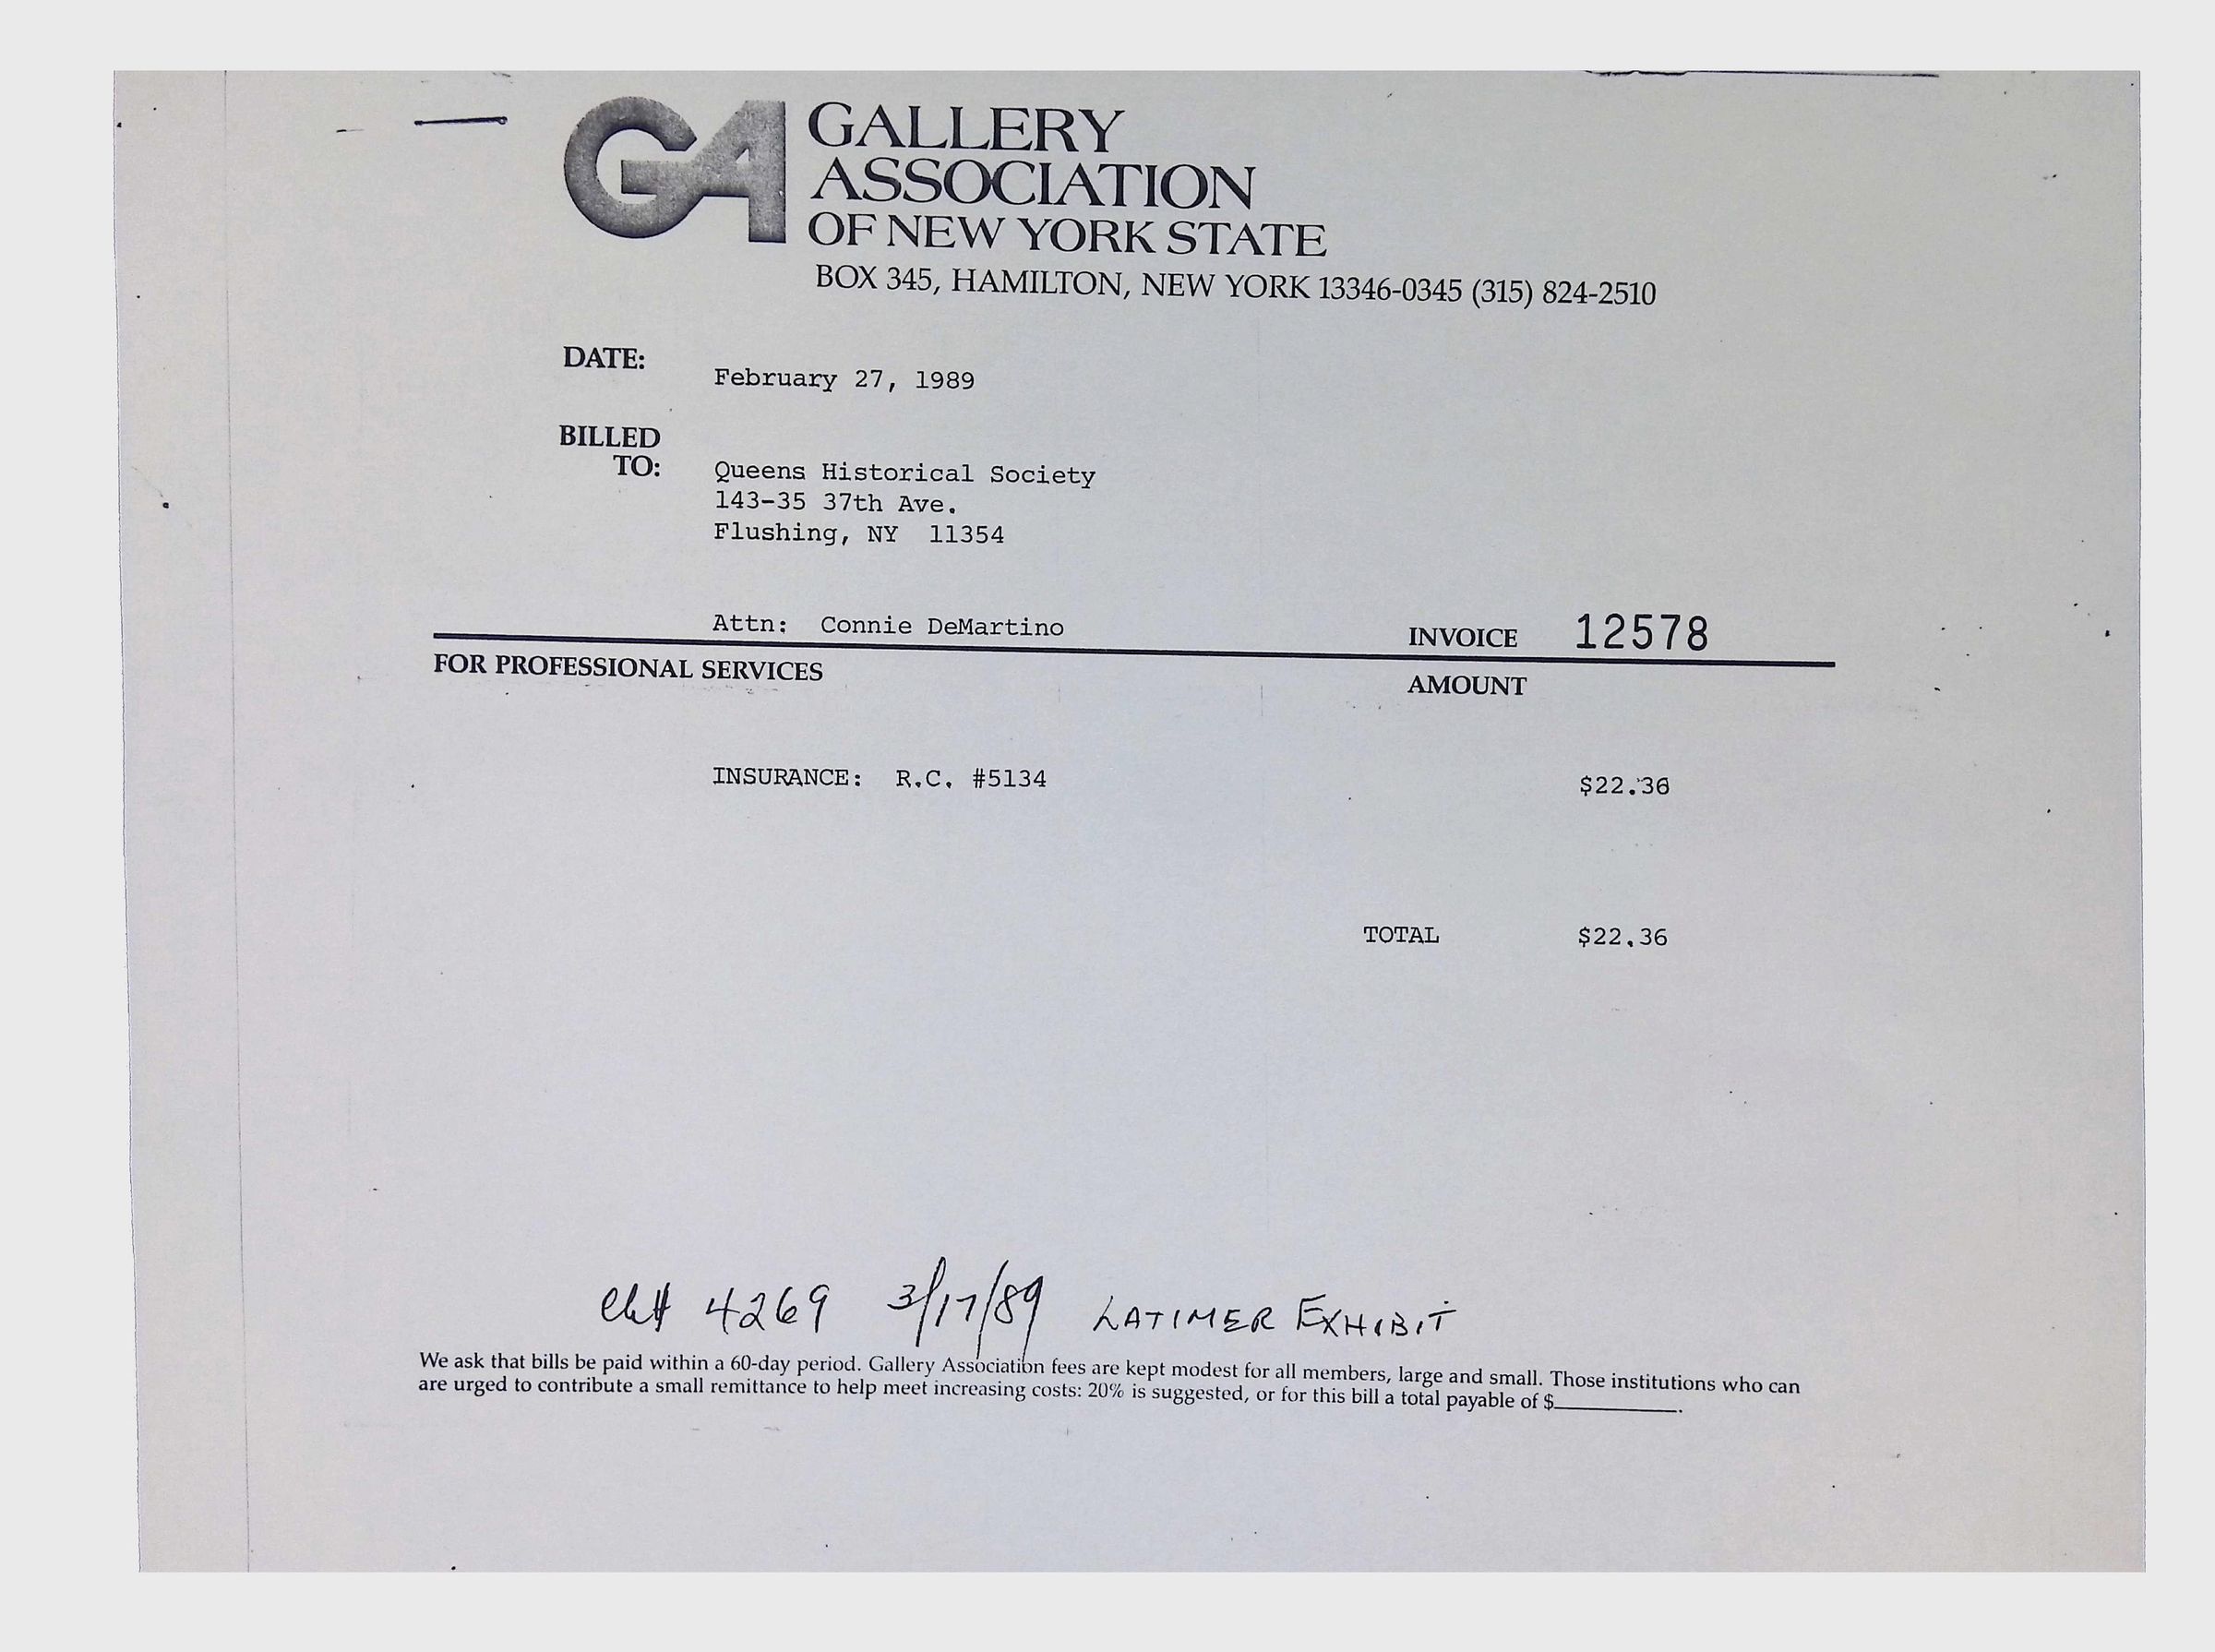 GA
GALLERY
ASSOCIATION
OF NEW YORK STATE
BOX 345, HAMILTON, NEW YORK 13346-0345 (315) 824-2510
DATE:
February 27, 1989
BILLED
TO:
Queens Historical Society
143-35 37th Ave.
Flushing, NY 11354
Attn: Connie DeMartino
INVOICE 12578
FOR PROFESSIONAL SERVICES
AMOUNT
INSURANCE: R.C. #5134 $22.36
TOTAL $22.36
ck# 4269 3/17/89 LATIMER EXHIBIT
We ask that bills be paid within a 60-day period. Gallery Association fees are kept modest for all members, large and small. Those institutions who can
are urged to contribute a small remittance to help meet increasing costs: 20% is suggested, or for this bill a total payable of $__________.